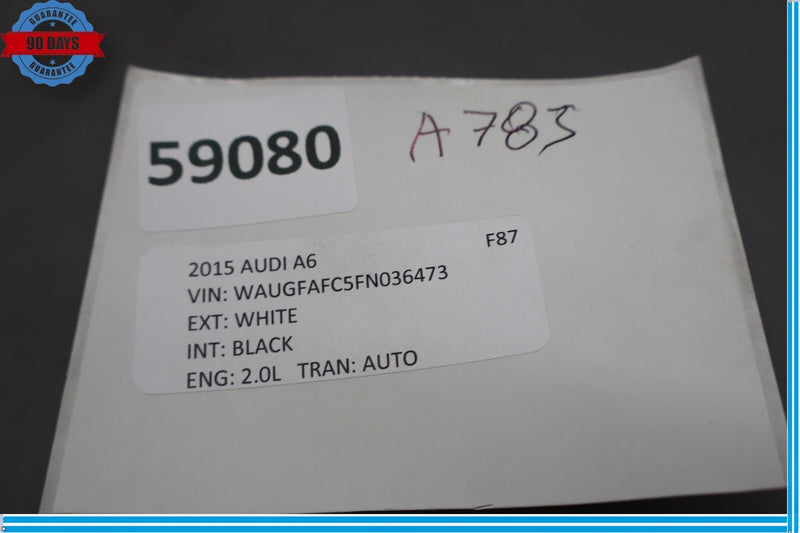 GUARANTEE
90 DAYS
GUARANTEE
59080
A785
2015 AUDI A6
F87
VIN: WAUGFAFC5FN036473
EXT: WHITE
INT: BLACK
ENG: 2.0L TRAN: AUTO